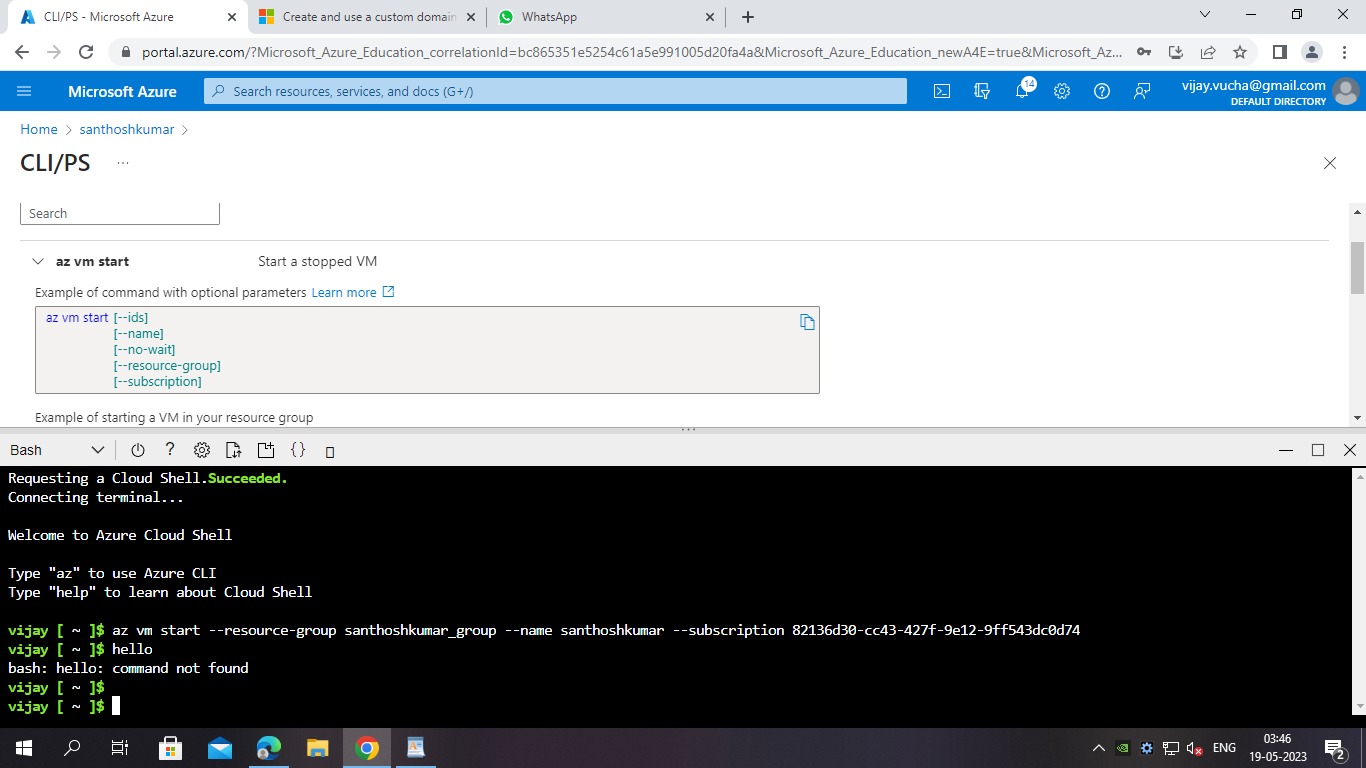 CLI/PS - Microsoft Azure
Create and use a custom domain
WhatsApp
portal.azure.com/?Microsoft_Azure_Education_correlationId=bc865351e5254c61a5e991005d20fa4a&Microsoft_Azure_Education_newA4E=true&Microsoft_Az...
Microsoft Azure
Search resources, services, and docs (G+/)
14
vijay.vucha@gmail.com
DEFAULT DIRECTORY
Home > santhoshkumar >
CLI/PS ...
Search
az vm start Start a stopped VM
Example of command with optional parameters Learn more
az vm start [--ids]
[--name]
[--no-wait]
[--resource-group]
[--subscription]
Example of starting a VM in your resource group
Bash ? { }
Requesting a Cloud Shell.Succeeded.
Connecting terminal...
Welcome to Azure Cloud Shell
Type "az" to use Azure CLI
Type "help" to learn about Cloud Shell
vijay [ ~ ]$ az vm start --resource-group santhoshkumar_group --name santhoshkumar --subscription 82136d30-cc43-427f-9e12-9ff543dc0d74
vijay [ ~ ]$ hello
bash: hello: command not found
vijay [ ~ ]$
vijay [ ~ ]$
ENG
03:46
19-05-2023
2